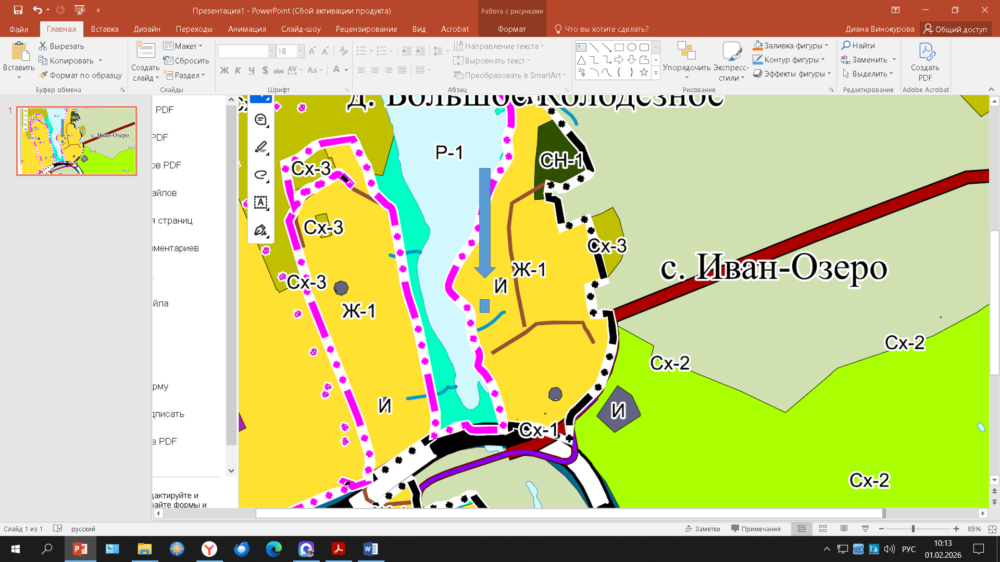 Презентация1 - PowerPoint (Сбой активации продукта)
Работа с рисунками
Файл
Главная
Вставка
Дизайн
Переходы
Анимация
Слайд-шоу
Рецензирование
Вид
Acrobat
Формат
Что вы хотите сделать?
Диана Винокурова
Общий доступ
Вставить
Вырезать
Копировать
Формат по образцу
Буфер обмена
Создать слайд
Макет
Сбросить
Раздел
Слайды
18
Ж К Ч S abc AV Aa A
Шрифт
Направление текста
Выровнять текст
Преобразовать в SmartArt
Абзац
Упорядочить
Экспресс-стили
Заливка фигуры
Контур фигуры
Эффекты фигуры
Рисование
Найти
Заменить
Выделить
Редактирование
Создать PDF
Adobe Acrobat
1
PDF
PDF
ов PDF
айлов
я страниц
ментариев
йла
рму
дписать
в PDF
дактируйте и
вайте формы и
д. Большое Колодезное
Р-1
СН-1
Сх-3
Сх-3
Сх-3
Сх-3
Ж-1
И
Ж-1
с. Иван-Озеро
Сх-2
Сх-2
И
И
Сх-1
Сх-2
Слайд 1 из 1
русский
Заметки
Примечания
85%
99+
РУС
10:13
01.02.2026